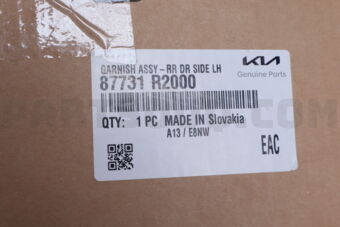 GARNISH ASSY-RR DR SIDE LH
KIA
Genuine Parts
87731 R2000
QTY: 1 PC MADE IN Slovakia
A13 / E8NW
EAC